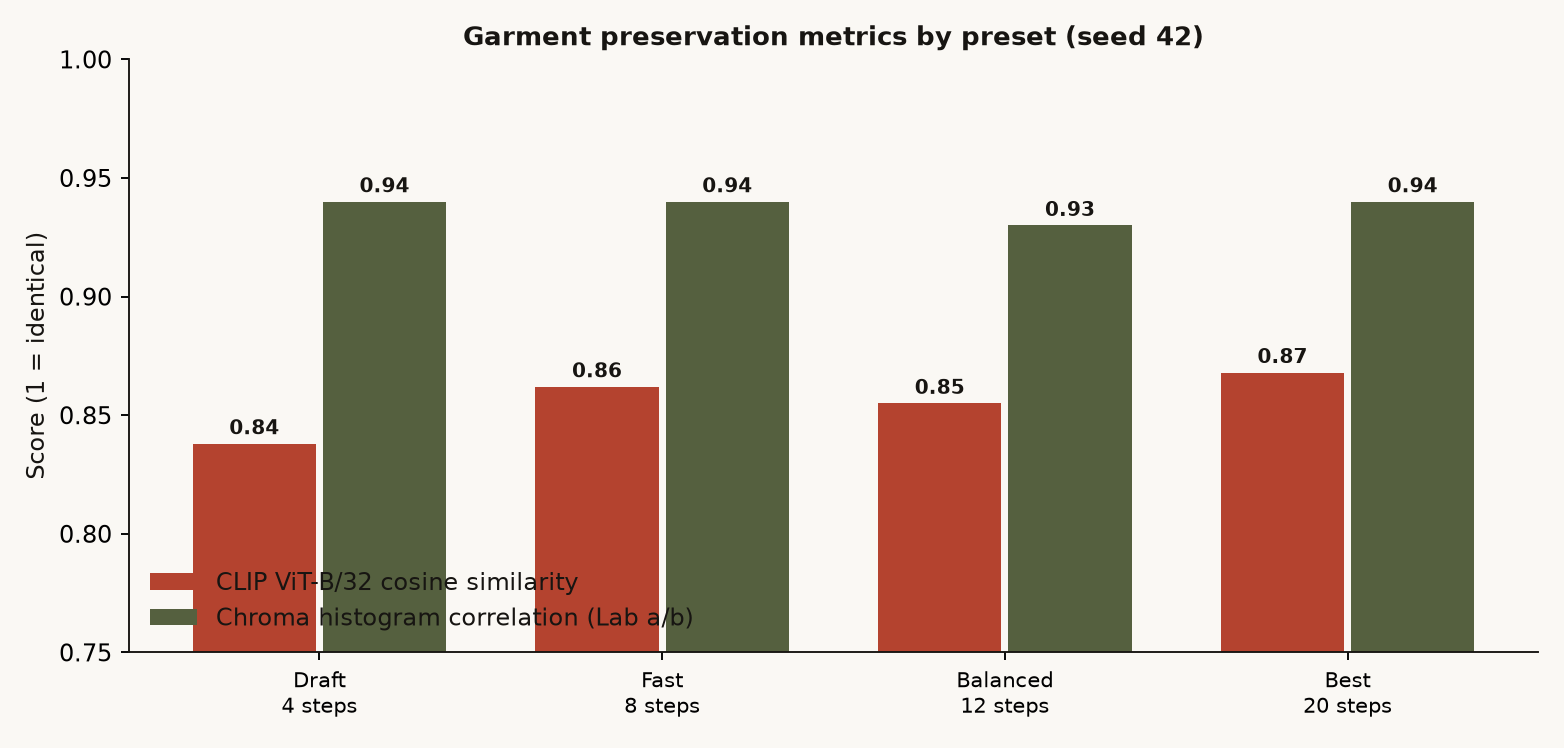 Garment preservation metrics by preset (seed 42)
Score (1 = identical)
1.00
0.95
0.90
0.85
0.80
0.75
0.84
0.94
0.86
0.94
0.85
0.93
0.87
0.94
CLIP ViT-B/32 cosine similarity
Chroma histogram correlation (Lab a/b)
Draft
4 steps
Fast
8 steps
Balanced
12 steps
Best
20 steps